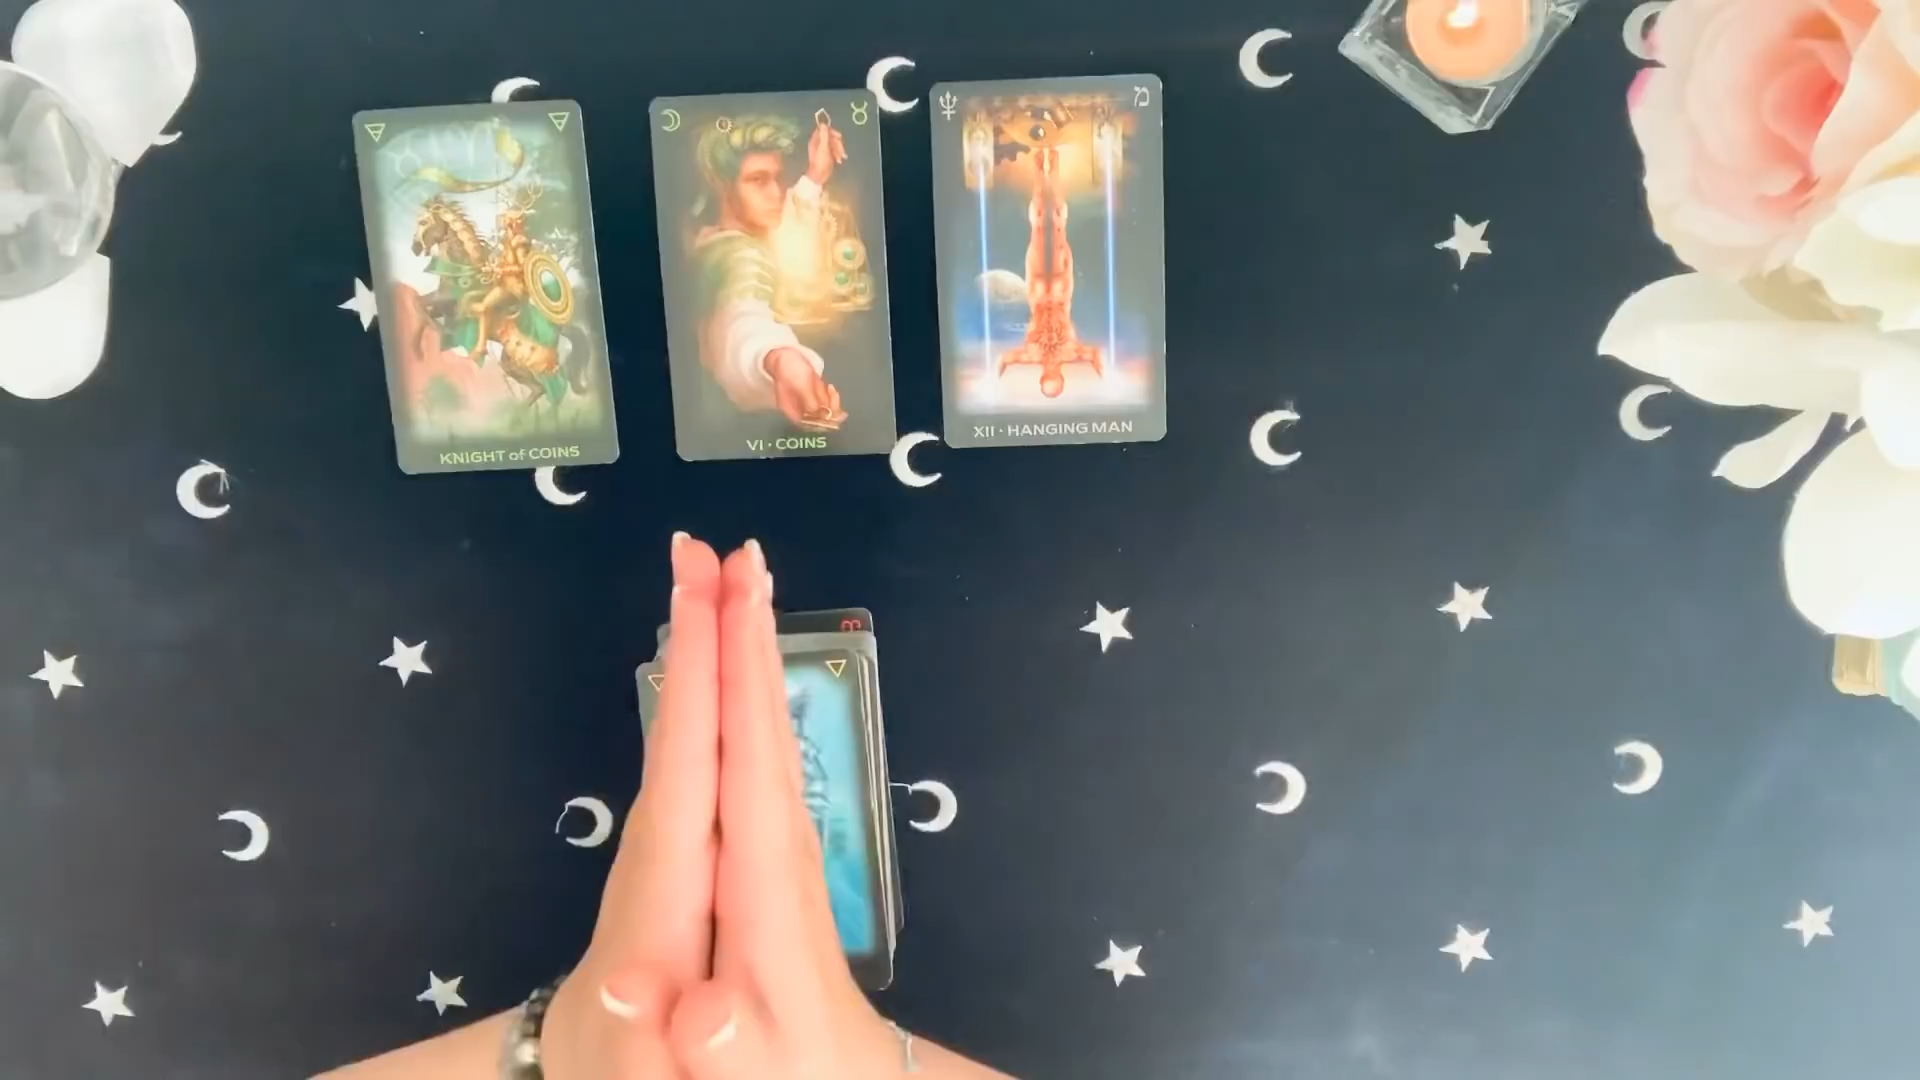 KNIGHT of COINS
VI · COINS
מ
XII · HANGING MAN